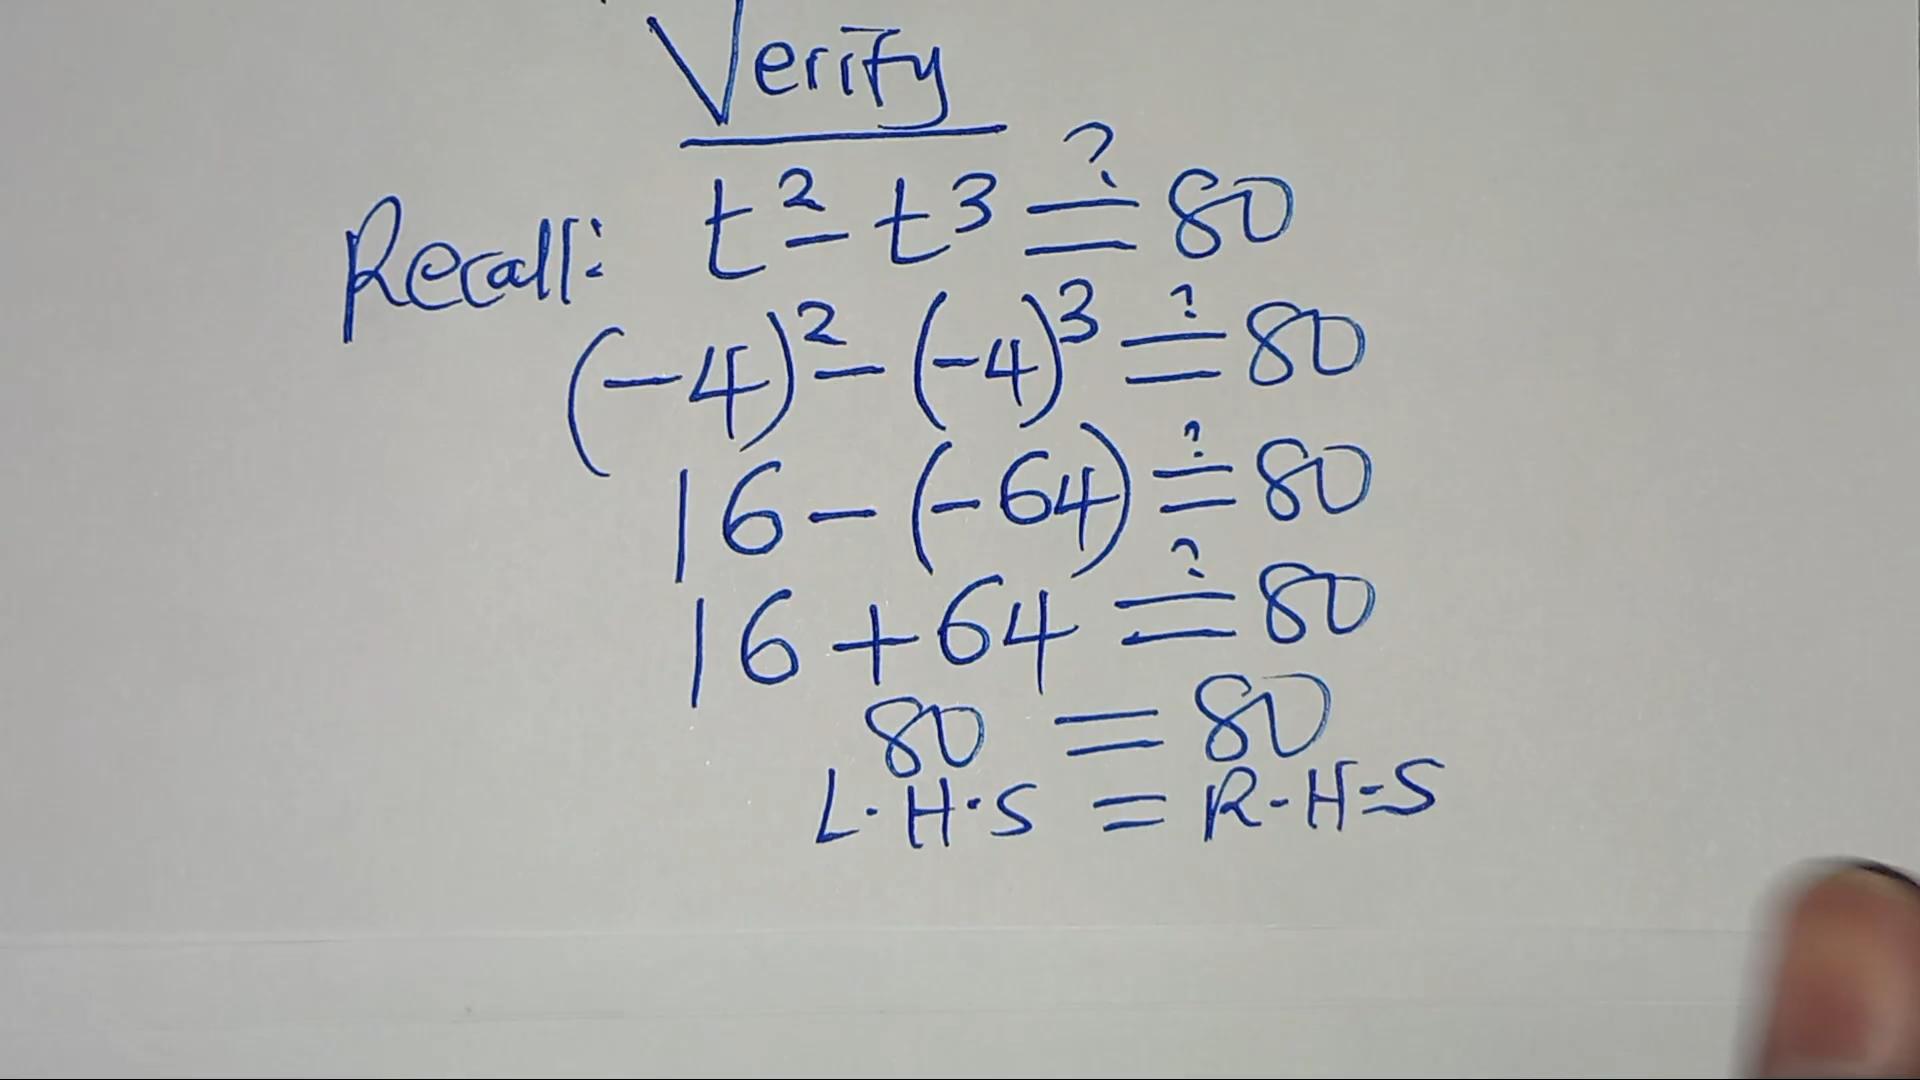 Verify
Recall: t² - t³ ≟ 80
(-4)² - (-4)³ ≟ 80
16 - (-64) ≟ 80
16 + 64 ≟ 80
80 = 80
L.H.S = R-H-S